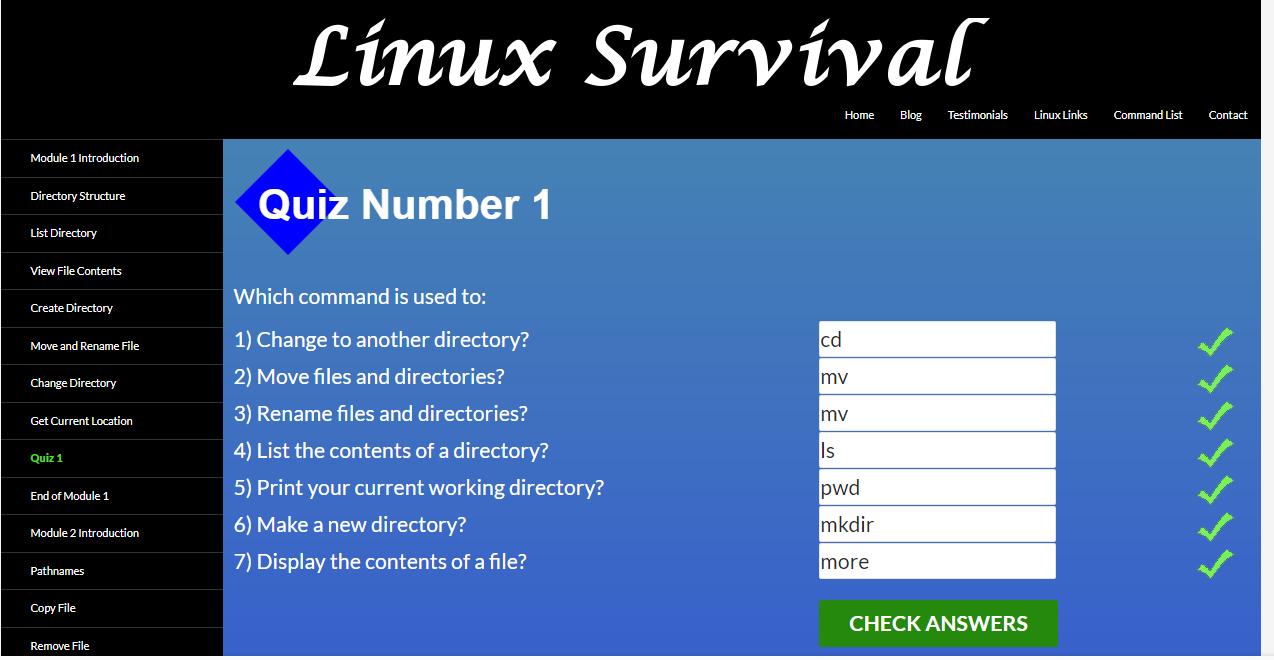 Linux Survival
Home Blog Testimonials Linux Links Command List Contact
Module 1 Introduction
Directory Structure
List Directory
View File Contents
Create Directory
Move and Rename File
Change Directory
Get Current Location
Quiz 1
End of Module 1
Module 2 Introduction
Pathnames
Copy File
Remove File
Quiz Number 1
Which command is used to:
1) Change to another directory? cd
2) Move files and directories? mv
3) Rename files and directories? mv
4) List the contents of a directory? ls
5) Print your current working directory? pwd
6) Make a new directory? mkdir
7) Display the contents of a file? more
CHECK ANSWERS